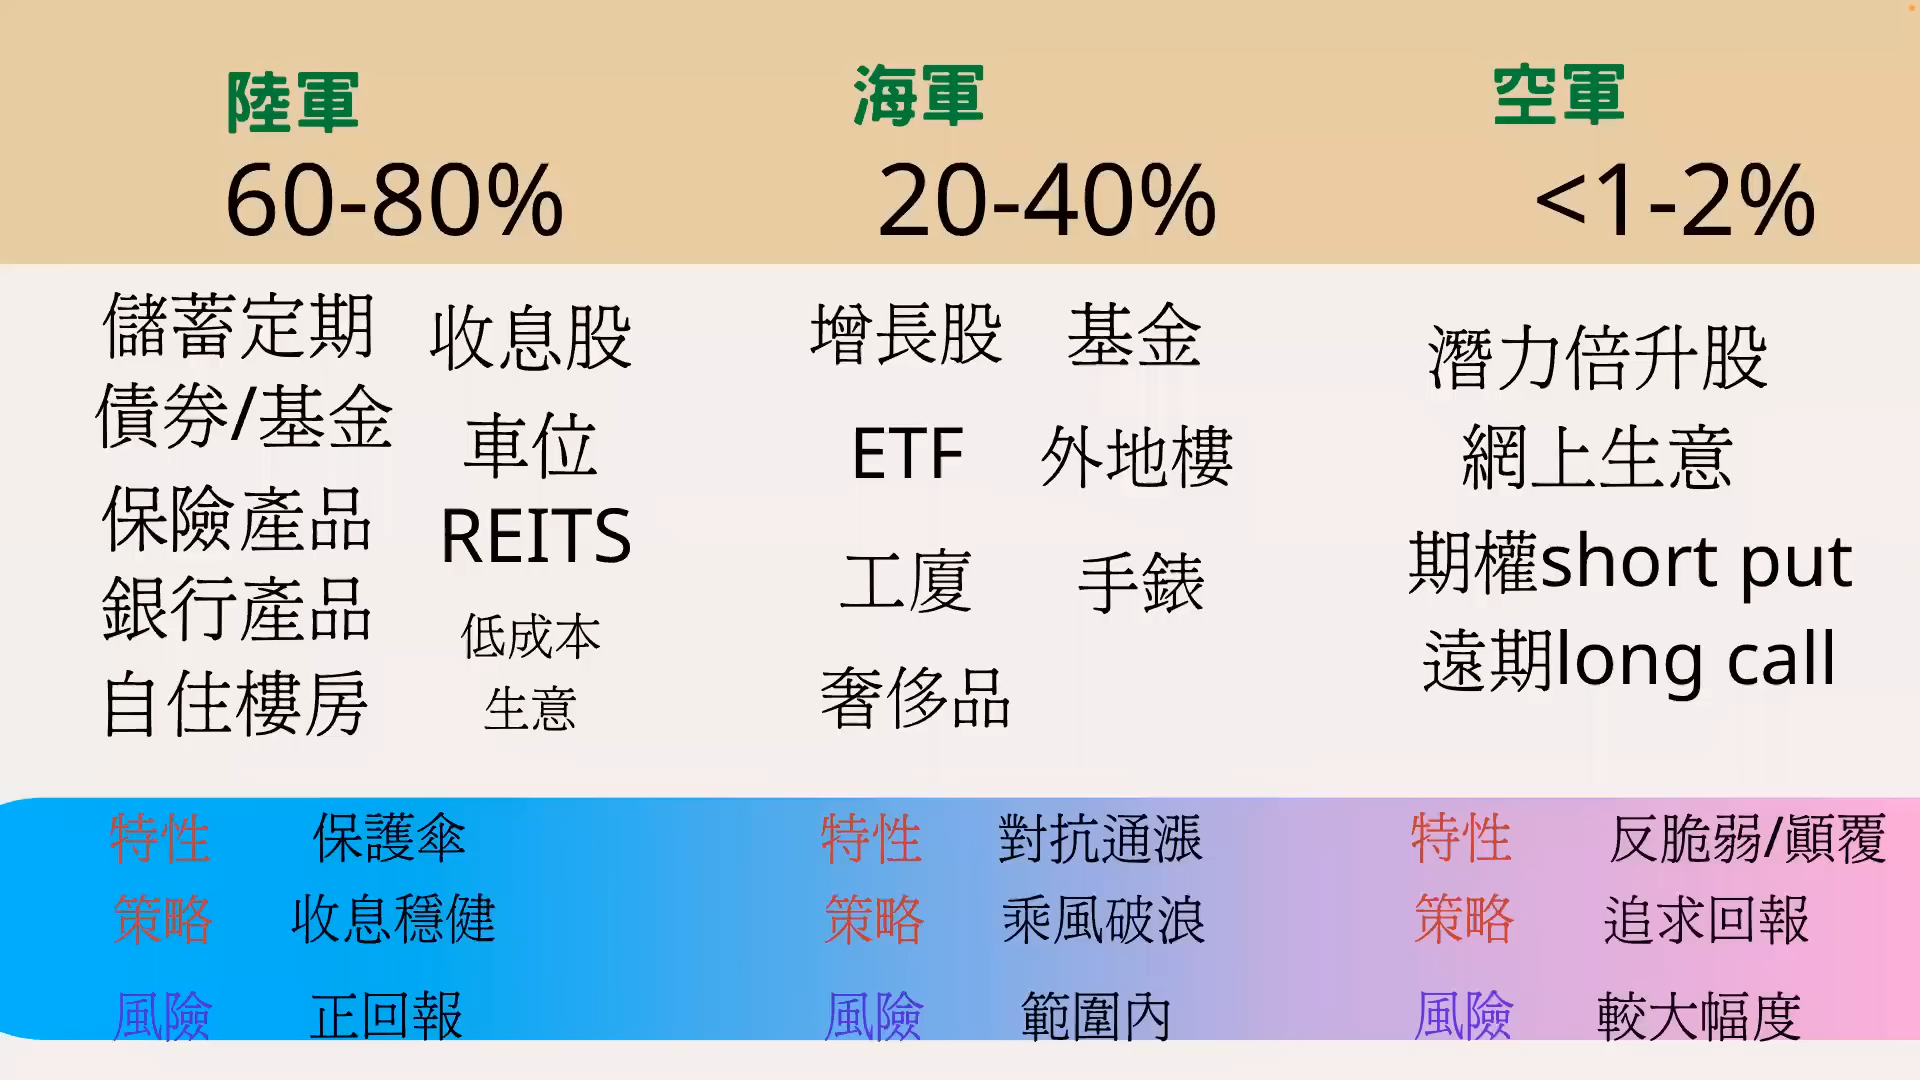 陸軍
60-80%
儲蓄定期
債券/基金
保險產品
銀行產品
自住樓房
收息股
車位
REITS
低成本
生意
特性 保護傘
策略 收息穩健
風險 正回報
海軍
20-40%
增長股
ETF
工廈
奢侈品
基金
外地樓
手錶
特性 對抗通漲
策略 乘風破浪
風險 範圍內
空軍
<1-2%
潛力倍升股
網上生意
期權short put
遠期long call
特性 反脆弱/顛覆
策略 追求回報
風險 較大幅度